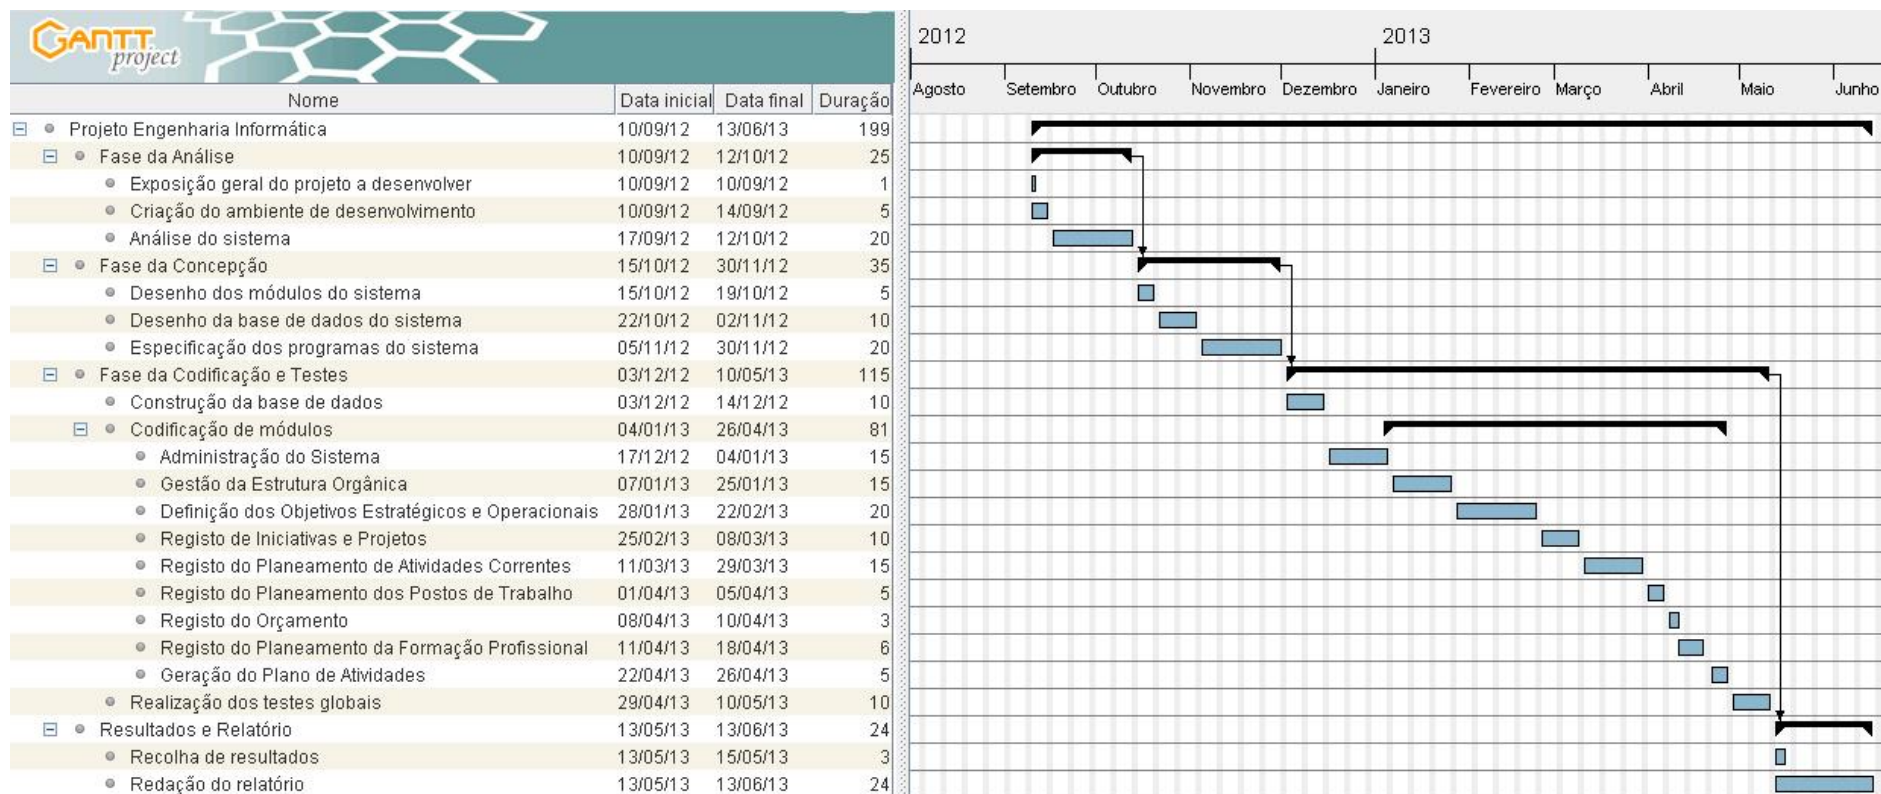 GANTT
project
2012 2013
Agosto Setembro Outubro Novembro Dezembro Janeiro Fevereiro Março Abril Maio Junho
Nome Data inicial Data final Duração
Projeto Engenharia Informática 10/09/12 13/06/13 199
Fase da Análise 10/09/12 12/10/12 25
Exposição geral do projeto a desenvolver 10/09/12 10/09/12 1
Criação do ambiente de desenvolvimento 10/09/12 14/09/12 5
Análise do sistema 17/09/12 12/10/12 20
Fase da Concepção 15/10/12 30/11/12 35
Desenho dos módulos do sistema 15/10/12 19/10/12 5
Desenho da base de dados do sistema 22/10/12 02/11/12 10
Especificação dos programas do sistema 05/11/12 30/11/12 20
Fase da Codificação e Testes 03/12/12 10/05/13 115
Construção da base de dados 03/12/12 14/12/12 10
Codificação de módulos 04/01/13 26/04/13 81
Administração do Sistema 17/12/12 04/01/13 15
Gestão da Estrutura Orgânica 07/01/13 25/01/13 15
Definição dos Objetivos Estratégicos e Operacionais 28/01/13 22/02/13 20
Registo de Iniciativas e Projetos 25/02/13 08/03/13 10
Registo do Planeamento de Atividades Correntes 11/03/13 29/03/13 15
Registo do Planeamento dos Postos de Trabalho 01/04/13 05/04/13 5
Registo do Orçamento 08/04/13 10/04/13 3
Registo do Planeamento da Formação Profissional 11/04/13 18/04/13 6
Geração do Plano de Atividades 22/04/13 26/04/13 5
Realização dos testes globais 29/04/13 10/05/13 10
Resultados e Relatório 13/05/13 13/06/13 24
Recolha de resultados 13/05/13 15/05/13 3
Redação do relatório 13/05/13 13/06/13 24